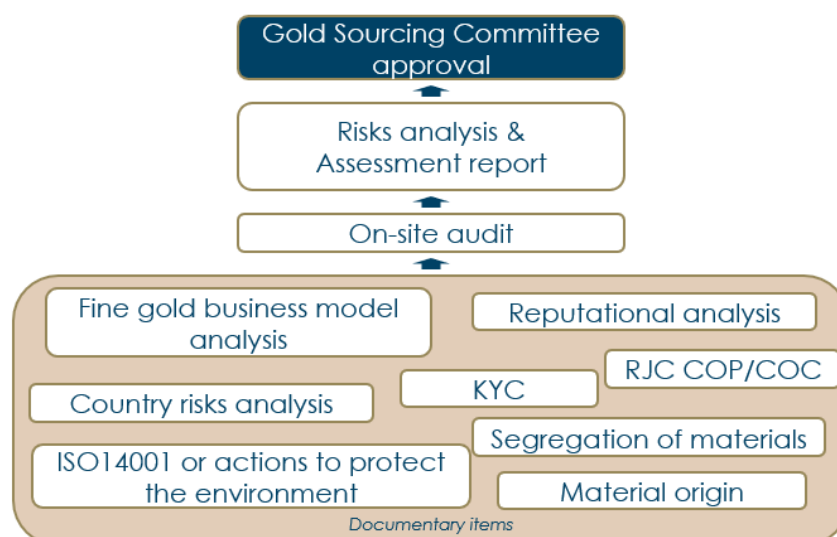 Gold Sourcing Committee
approval
Risks analysis &
Assessment report
On-site audit
Fine gold business model
analysis
Reputational analysis
RJC COP/COC
KYC
Country risks analysis
Segregation of materials
ISO14001 or actions to protect
the environment
Material origin
Documentary items